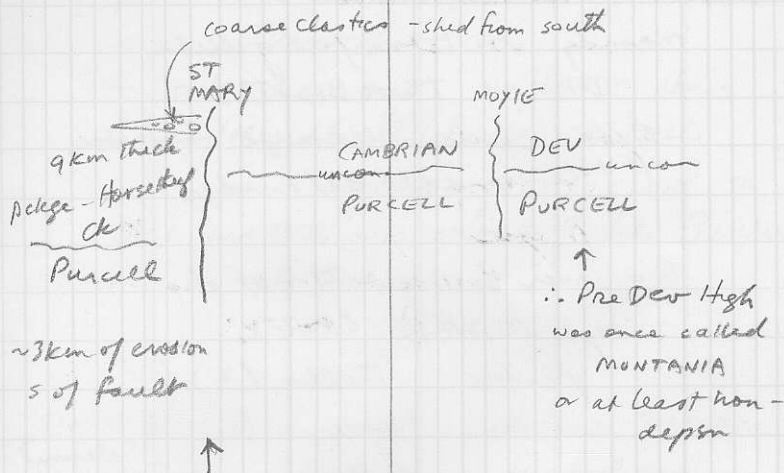 coarse clastics - shed from south
ST
MARY
MOYIE
9km thick
pckge - Horsethief
ck
Purcell
CAMBRIAN
uncon
PURCELL
DEV
uncon
PURCELL
~3km of erosion
S of fault
∴ Pre Dev High
was once called
MONTANIA
or at least non-
depsn